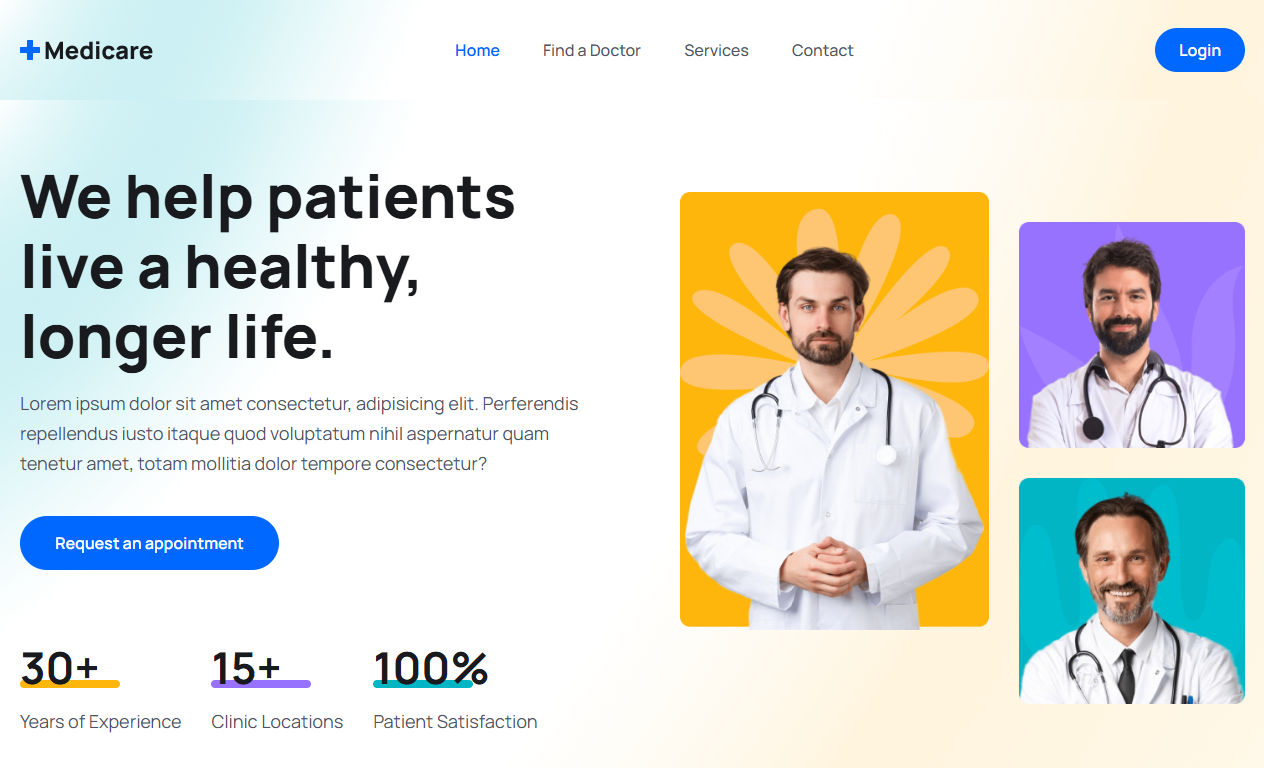 Medicare
Home
Find a Doctor
Services
Contact
Login
We help patients
live a healthy,
longer life.
Lorem ipsum dolor sit amet consectetur, adipisicing elit. Perferendis
repellendus iusto itaque quod voluptatum nihil aspernatur quam
tenetur amet, totam mollitia dolor tempore consectetur?
Request an appointment
30+
Years of Experience
15+
Clinic Locations
100%
Patient Satisfaction